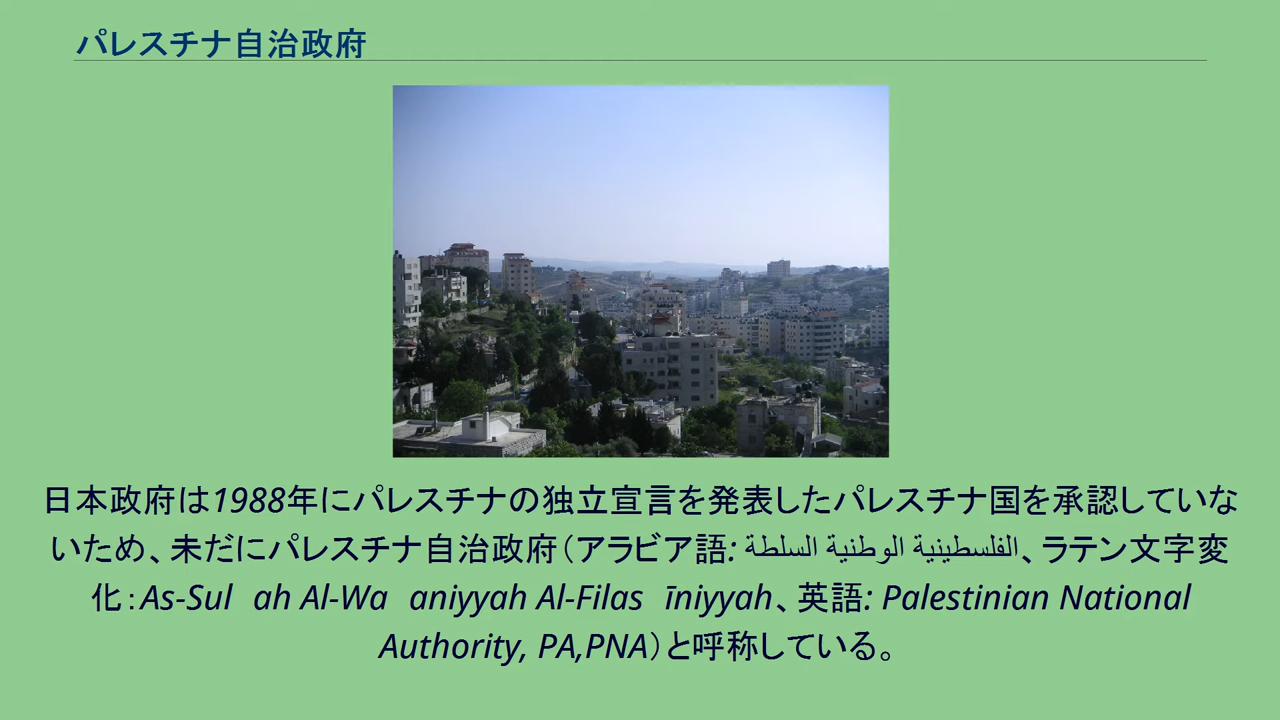 パレスチナ自治政府
日本政府は1988年にパレスチナの独立宣言を発表したパレスチナ国を承認していな
いため、未だにパレスチナ自治政府（アラビア語: السلطة الوطنية الفلسطينية、ラテン文字変
化：As-Sul ah Al-Wa aniyyah Al-Filas īniyyah、英語: Palestinian National
Authority, PA,PNA）と呼称している。